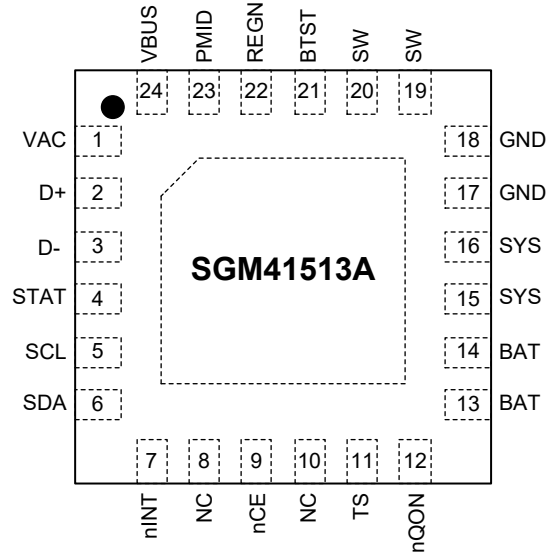 VBUS PMID REGN BTST SW SW
24 23 22 21 20 19
VAC 1 18 GND
D+ 2 17 GND
D- 3 16 SYS
SGM41513A
STAT 4 15 SYS
SCL 5 14 BAT
SDA 6 13 BAT
7 8 9 10 11 12
nINT NC nCE NC TS nQON